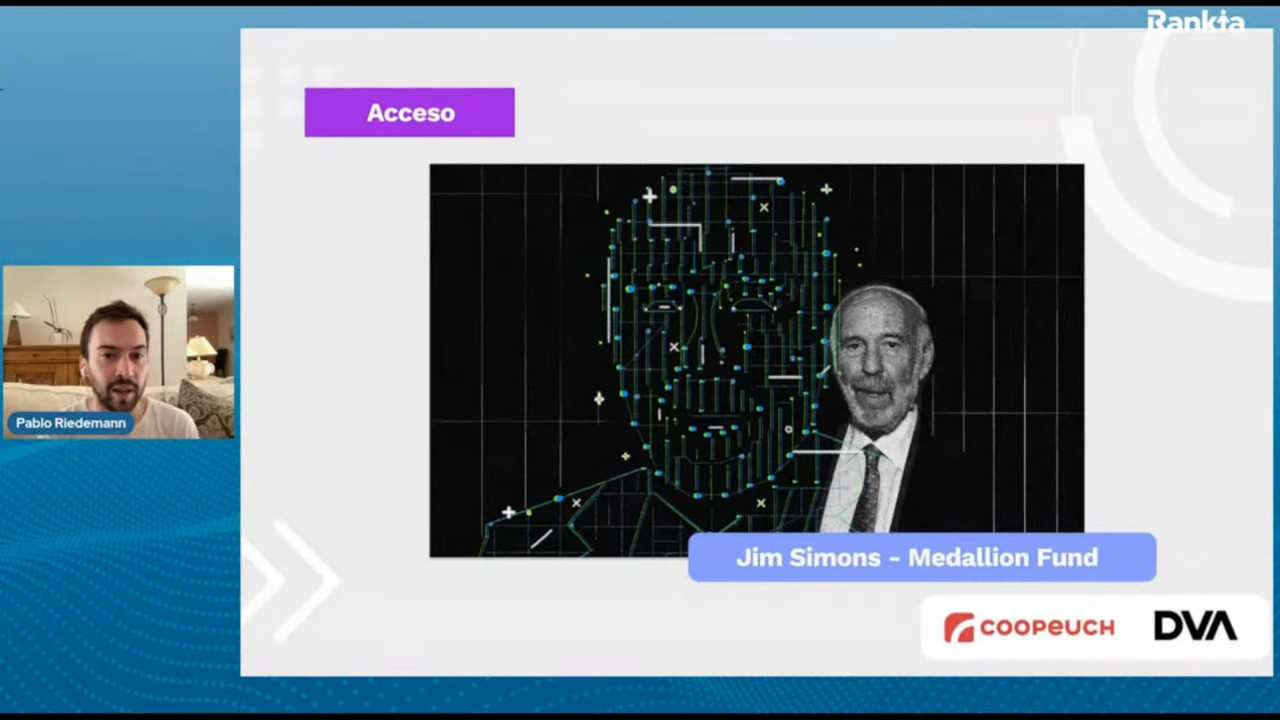 Rankia
Acceso
Pablo Riedemann
Jim Simons - Medallion Fund
COOPEUCH
DVA